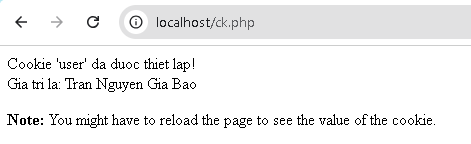 localhost/ck.php
Cookie 'user' da duoc thiet lap!
Gia tri la: Tran Nguyen Gia Bao
Note: You might have to reload the page to see the value of the cookie.